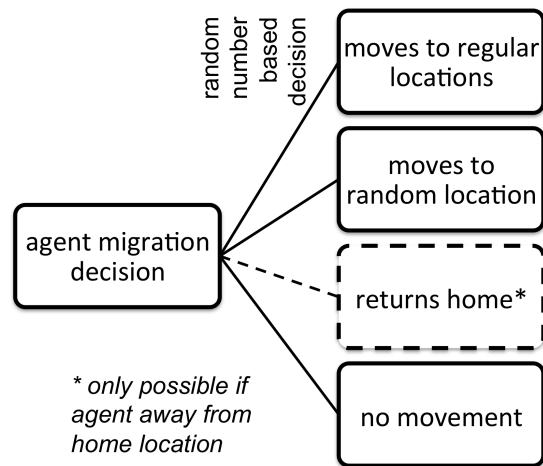 random
number
based
decision
moves to regular
locations
moves to
random location
agent migration
decision
returns home*
no movement
* only possible if
agent away from
home location